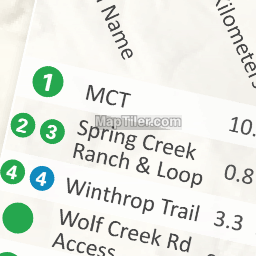 Name
Kilometers
1 MCT 10.
2 3 Spring Creek
Ranch & Loop 0.8
4 4 Winthrop Trail 3.3
Wolf Creek Rd
Access
MapTiler.com